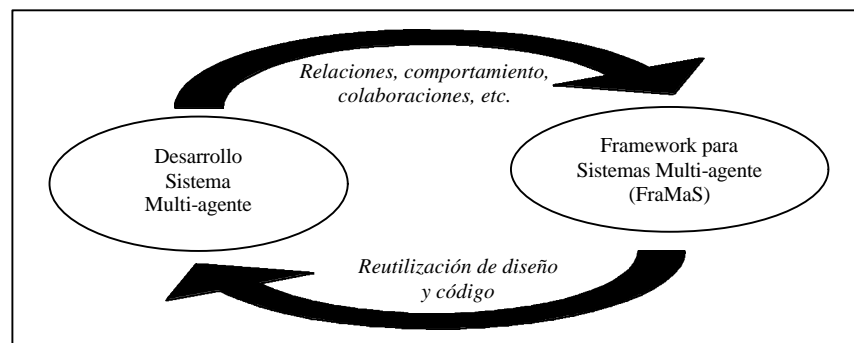 Relaciones, comportamiento,
colaboraciones, etc.
Desarrollo
Sistema
Multi-agente
Framework para
Sistemas Multi-agente
(FraMaS)
Reutilización de diseño
y código